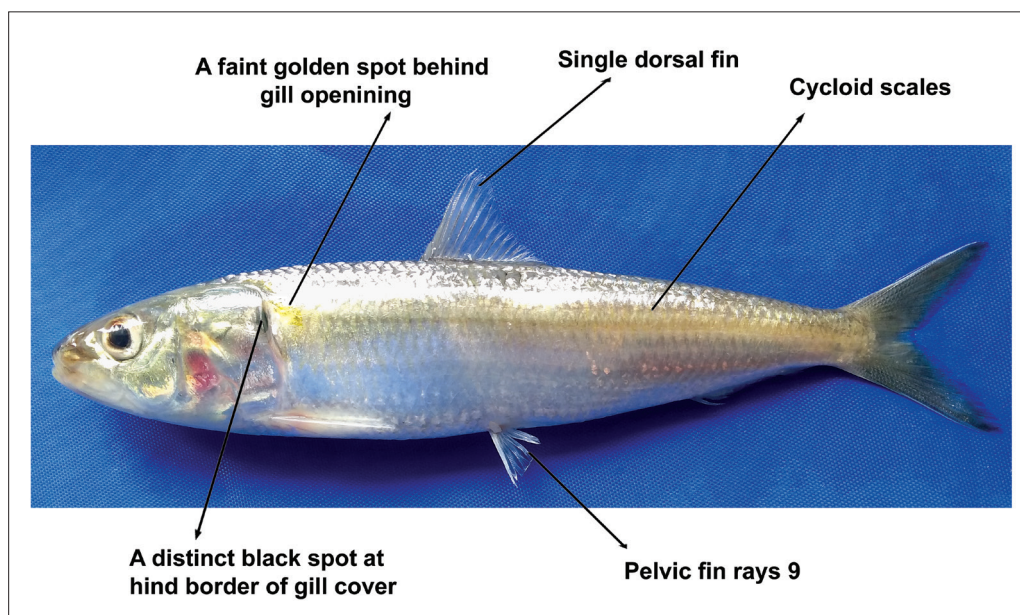 A faint golden spot behind
gill openining
Single dorsal fin
Cycloid scales
A distinct black spot at
hind border of gill cover
Pelvic fin rays 9